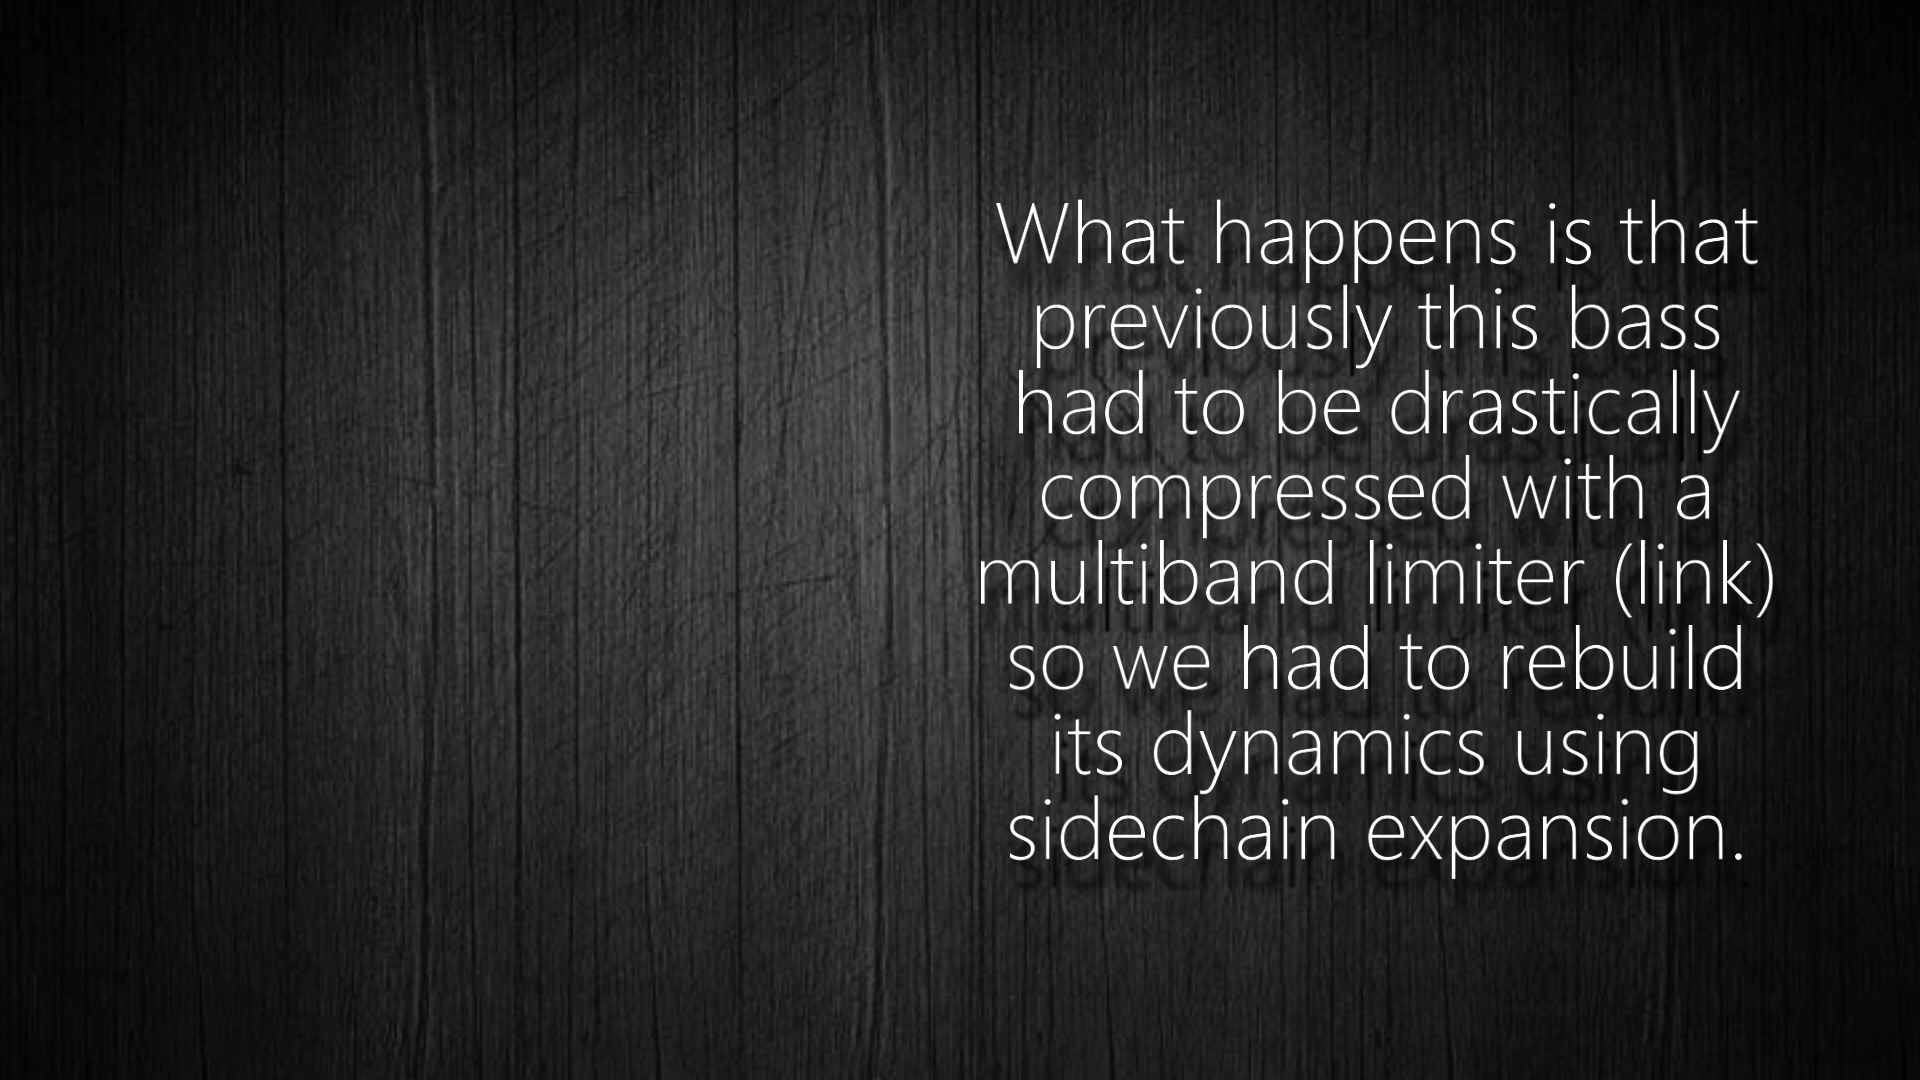 What happens is that
previously this bass
had to be drastically
compressed with a
multiband limiter (link)
so we had to rebuild
its dynamics using
sidechain expansion.